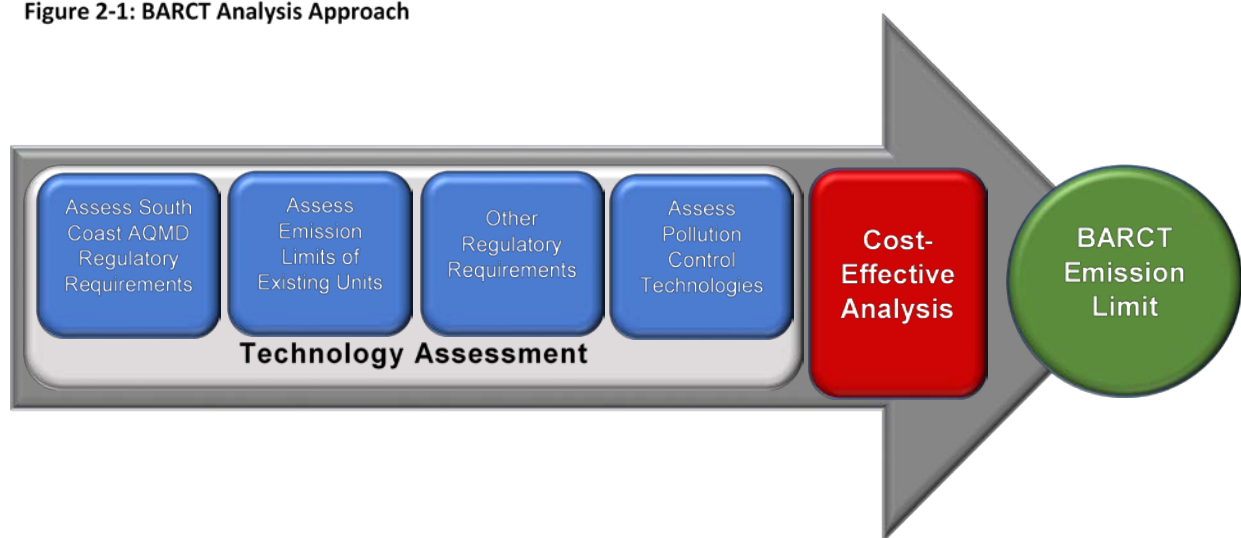 Figure 2-1: BARCT Analysis Approach
Assess South
Coast AQMD
Regulatory
Requirements
Assess
Emission
Limits of
Existing Units
Other
Regulatory
Requirements
Assess
Pollution
Control
Technologies
Technology Assessment
Cost-
Effective
Analysis
BARCT
Emission
Limit